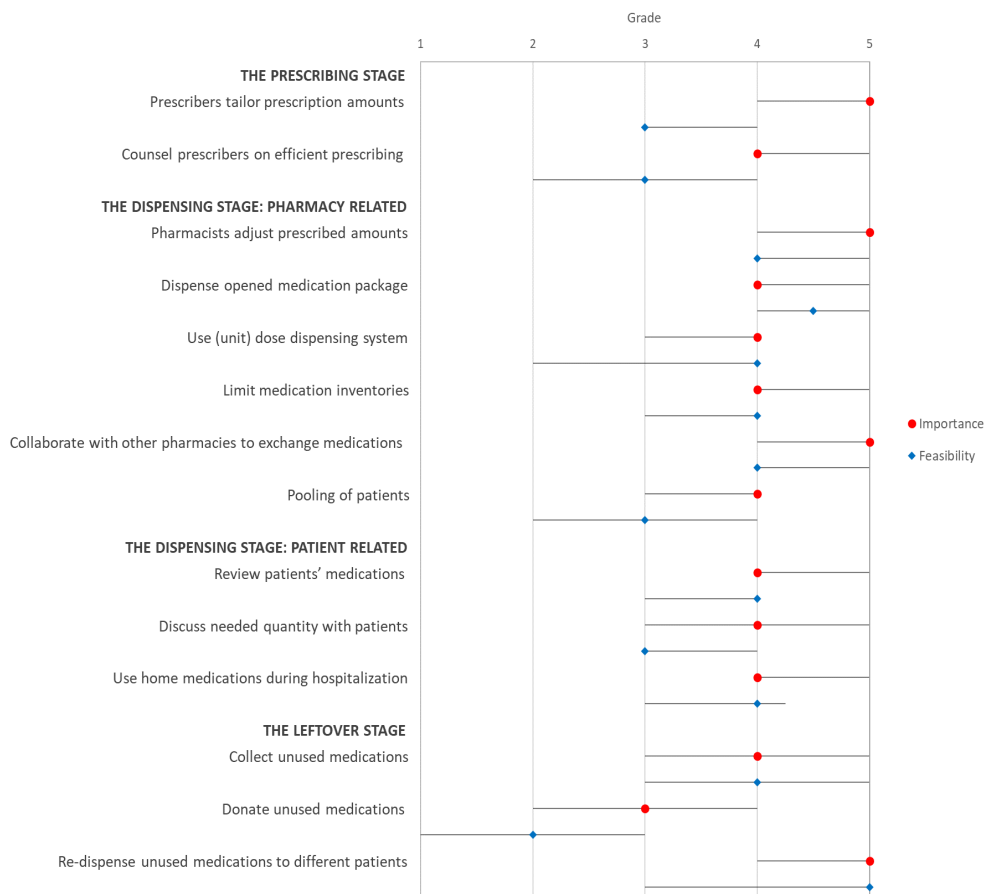 Grade
1 2 3 4 5
THE PRESCRIBING STAGE
Prescribers tailor prescription amounts
Counsel prescribers on efficient prescribing
THE DISPENSING STAGE: PHARMACY RELATED
Pharmacists adjust prescribed amounts
Dispense opened medication package
Use (unit) dose dispensing system
Limit medication inventories
Collaborate with other pharmacies to exchange medications
Pooling of patients
THE DISPENSING STAGE: PATIENT RELATED
Review patients’ medications
Discuss needed quantity with patients
Use home medications during hospitalization
THE LEFTOVER STAGE
Collect unused medications
Donate unused medications
Re-dispense unused medications to different patients
Importance
Feasibility